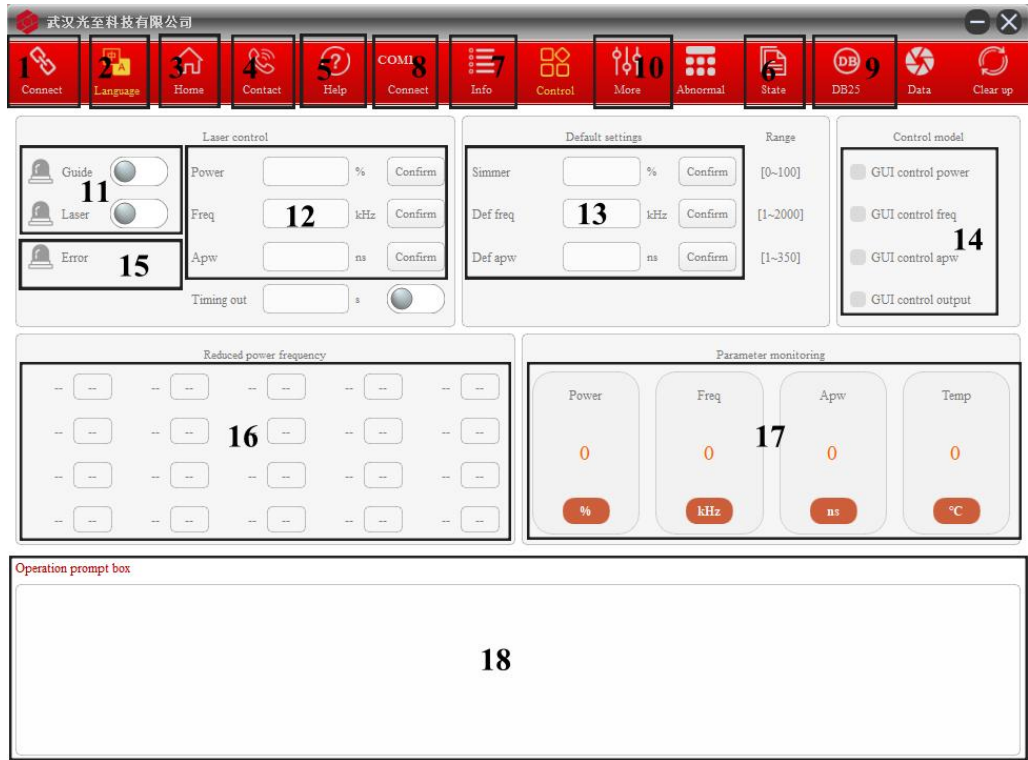 武汉光至科技有限公司
1 2 3 4 5 COM1 8 7 10 6 DB 9
中 A
Connect Language Home Contact Help Connect Info Control More Abnormal State DB25 Data Clear up
Laser control Default settings Range Control model
Guide Power % Confirm Simmer % Confirm [0~100] GUI control power
11
Laser Freq 12 kHz Confirm Def freq 13 kHz Confirm [1~2000] GUI control freq
14
Error 15 Apw ns Confirm Def apw ns Confirm [1~350] GUI control apw
Timing out s GUI control output
Reduced power frequency Parameter monitoring
-- -- -- -- -- -- -- -- -- --
Power Freq Apw Temp
-- -- -- -- 16 -- -- -- -- --
17
0 0 0 0
-- -- -- -- -- -- -- -- -- --
-- -- -- -- -- -- -- -- -- --
% kHz ns °C
Operation prompt box
18